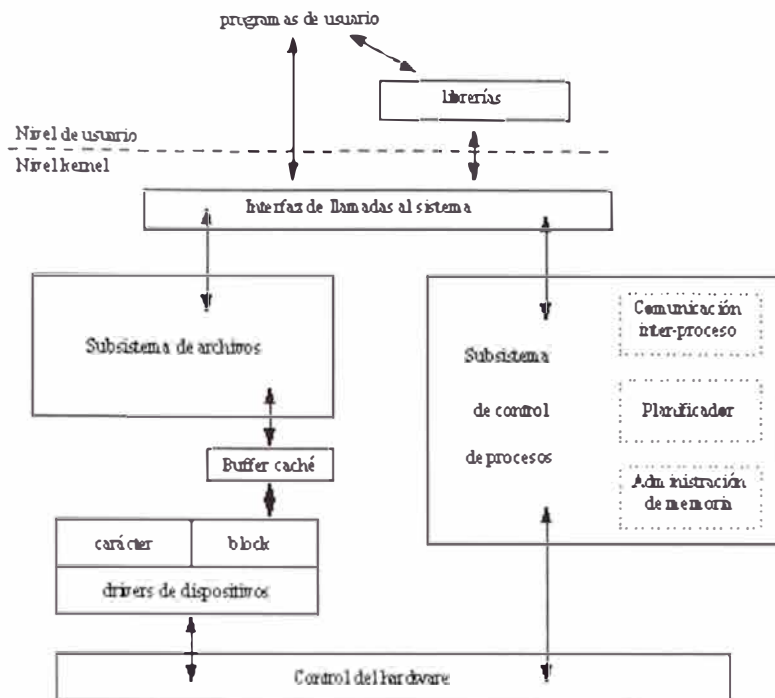 programas de usuario
librerías
Nivel de usuario
Nivel kernel
Interfaz de llamadas al sistema
Subsistema de archivos
Subsistema
de control
de procesos
Comunicación
inter-proceso
Planificador
Administración
de memoria
Buffer caché
carácter
block
drivers de dispositivos
Control del hardware